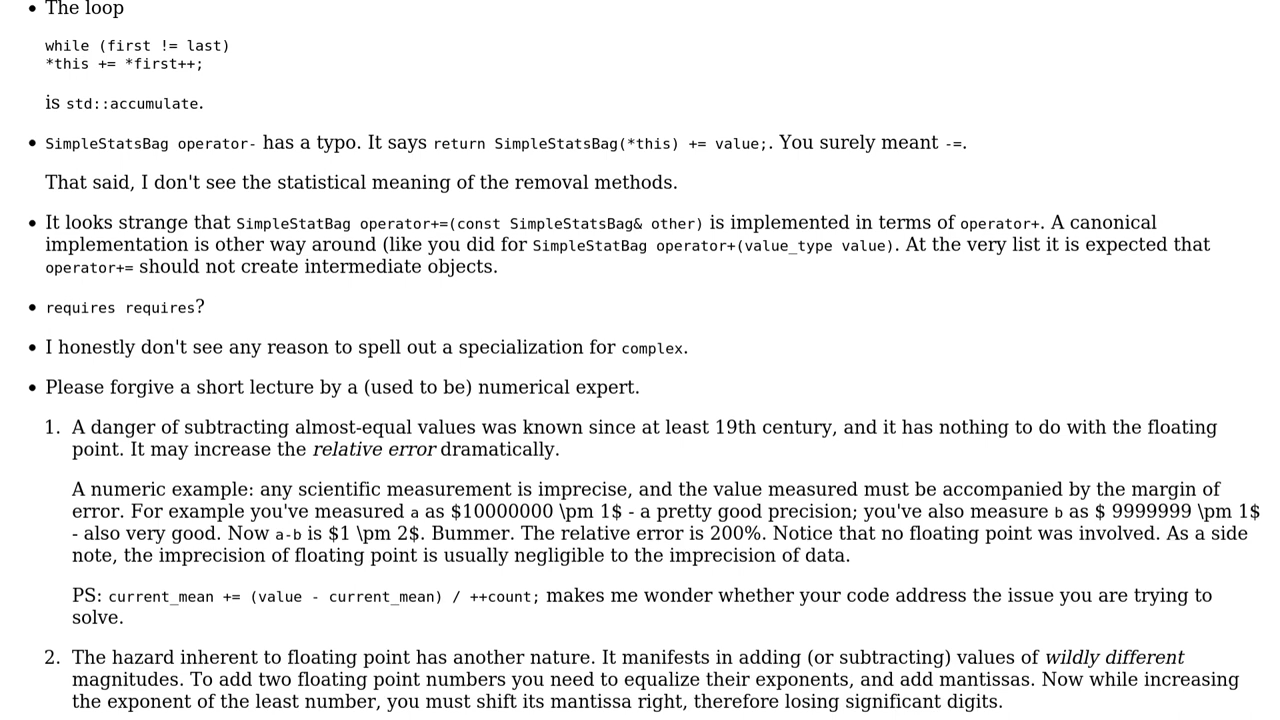 • The loop
while (first != last)
*this += *first++;
is std::accumulate.
• SimpleStatsBag operator- has a typo. It says return SimpleStatsBag(*this) += value;. You surely meant -=.
That said, I don't see the statistical meaning of the removal methods.
• It looks strange that SimpleStatBag operator+=(const SimpleStatsBag& other) is implemented in terms of operator+. A canonical
implementation is other way around (like you did for SimpleStatBag operator+(value_type value). At the very list it is expected that
operator+= should not create intermediate objects.
• requires requires?
• I honestly don't see any reason to spell out a specialization for complex.
• Please forgive a short lecture by a (used to be) numerical expert.
1. A danger of subtracting almost-equal values was known since at least 19th century, and it has nothing to do with the floating
point. It may increase the relative error dramatically.
A numeric example: any scientific measurement is imprecise, and the value measured must be accompanied by the margin of
error. For example you've measured a as $10000000 \pm 1$ - a pretty good precision; you've also measure b as $ 9999999 \pm 1$
- also very good. Now a-b is $1 \pm 2$. Bummer. The relative error is 200%. Notice that no floating point was involved. As a side
note, the imprecision of floating point is usually negligible to the imprecision of data.
PS: current_mean += (value - current_mean) / ++count; makes me wonder whether your code address the issue you are trying to
solve.
2. The hazard inherent to floating point has another nature. It manifests in adding (or subtracting) values of wildly different
magnitudes. To add two floating point numbers you need to equalize their exponents, and add mantissas. Now while increasing
the exponent of the least number, you must shift its mantissa right, therefore losing significant digits.